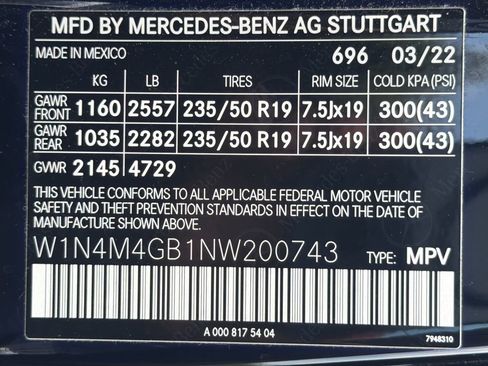 MFD BY MERCEDES-BENZ AG STUTTGART
MADE IN MEXICO 696 03/22
KG LB TIRES RIM SIZE COLD KPA (PSI)
GAWR FRONT 1160 2557 235/50 R19 7.5Jx19 300(43)
GAWR REAR 1035 2282 235/50 R19 7.5Jx19 300(43)
GVWR 2145 4729
THIS VEHICLE CONFORMS TO ALL APPLICABLE FEDERAL MOTOR VEHICLE
SAFETY AND THEFT PREVENTION STANDARDS IN EFFECT ON THE DATE
OF MANUFACTURE SHOWN ABOVE.
W1N4M4GB1NW200743 TYPE: MPV
A 000 817 54 04
7948310